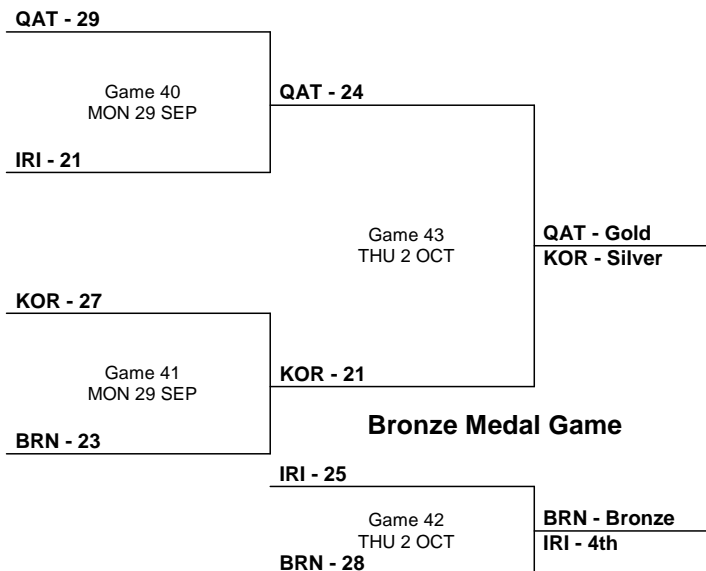 QAT - 29
Game 40
MON 29 SEP
QAT - 24
IRI - 21
Game 43
THU 2 OCT
QAT - Gold
KOR - Silver
KOR - 27
Game 41
MON 29 SEP
KOR - 21
BRN - 23
Bronze Medal Game
IRI - 25
Game 42
THU 2 OCT
BRN - Bronze
IRI - 4th
BRN - 28